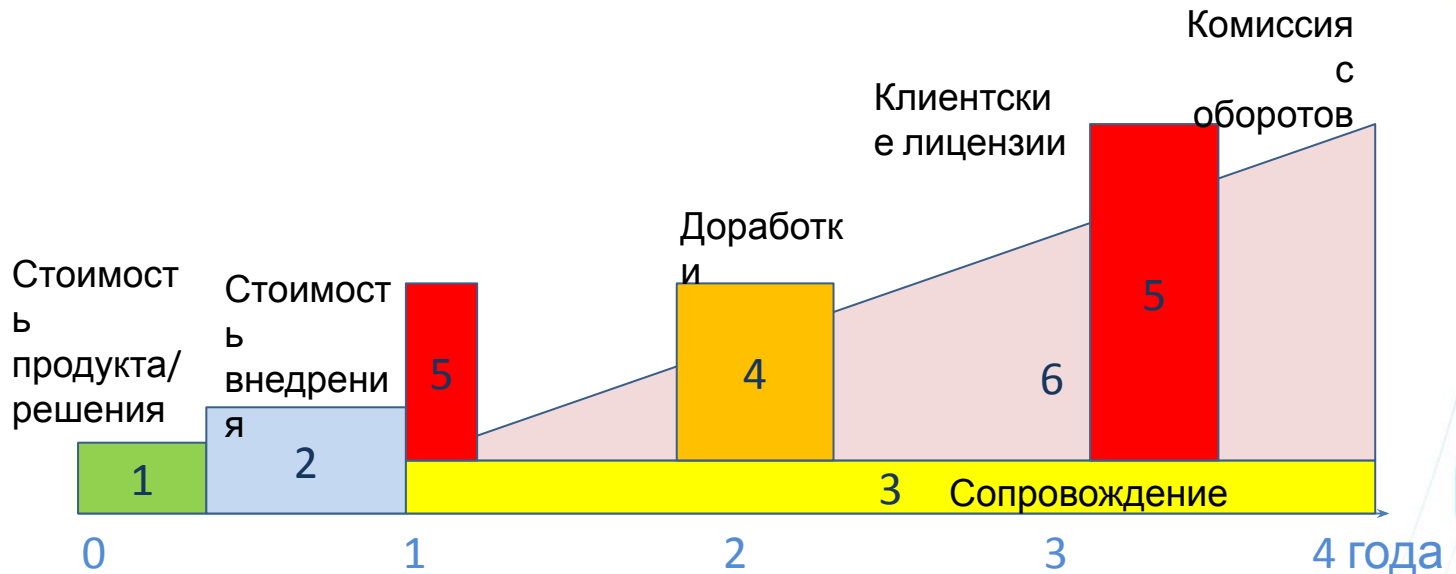 Комиссия
с
оборотов
Клиентски
е лицензии
Доработк
и
Стоимост
ь
продукта/
решения
Стоимост
ь
внедрени
я
5
4
5
6
1
2
3
Сопровождение
0
1
2
3
4 года